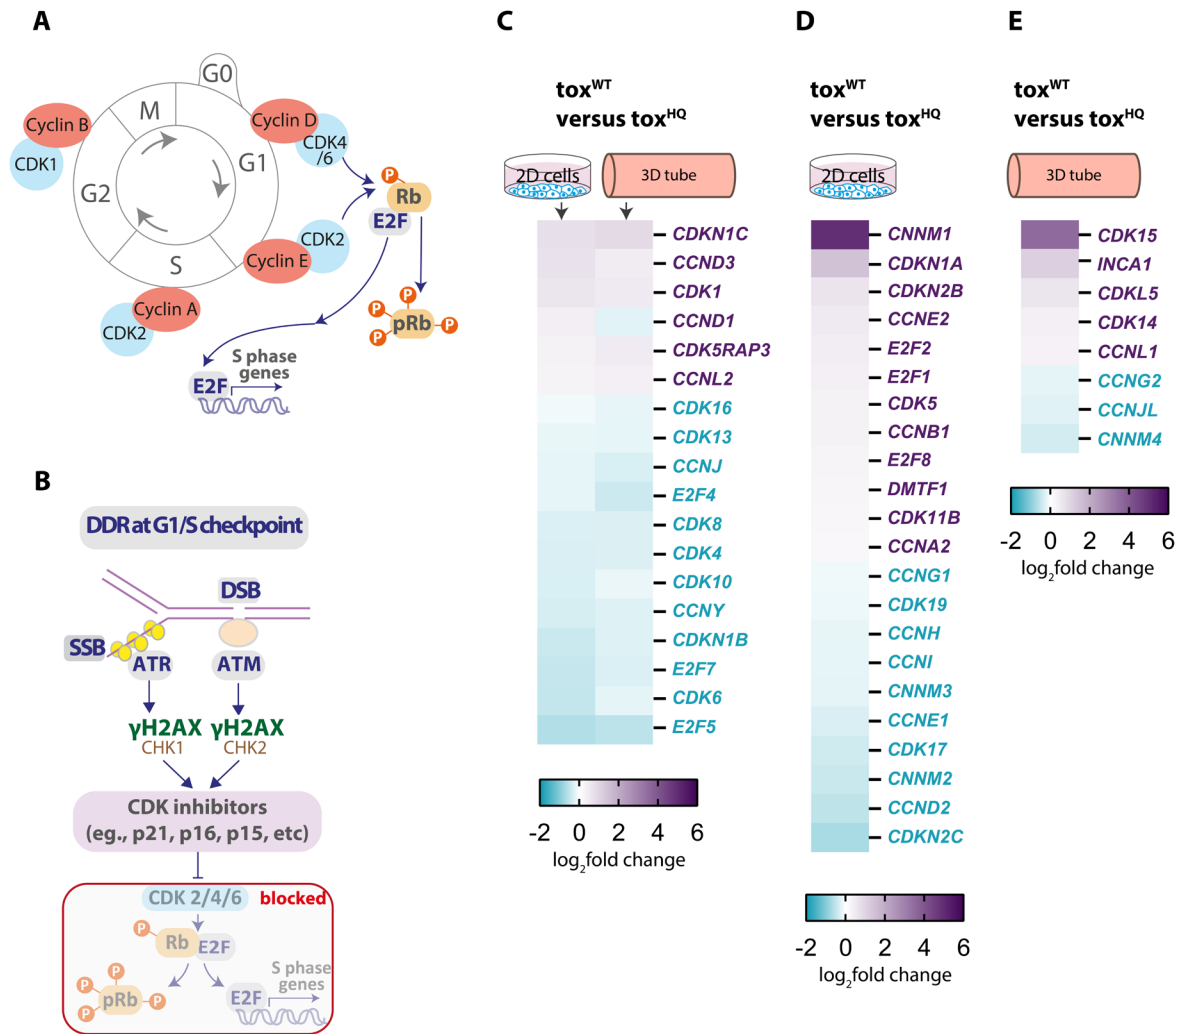 A
G0
M
G1
G2
S
Cyclin B
CDK1
Cyclin D
CDK4
/6
P
Rb
E2F
CDK2
Cyclin E
Cyclin A
CDK2
P
P
P
P
pRb
S phase
genes
E2F
B
DDR at G1/S checkpoint
DSB
SSB
ATR
ATM
γH2AX
γH2AX
CHK1
CHK2
CDK inhibitors
(eg., p21, p16, p15, etc)
CDK 2/4/6
blocked
P
Rb
E2F
P
P
P
P
pRb
S phase
genes
E2F
C
tox^WT
versus tox^HQ
2D cells
3D tube
CDKN1C
CCND3
CDK1
CCND1
CDK5RAP3
CCNL2
CDK16
CDK13
CCNJ
E2F4
CDK8
CDK4
CDK10
CCNY
CDKN1B
E2F7
CDK6
E2F5
-2 0 2 4 6
log₂fold change
D
tox^WT
versus tox^HQ
2D cells
CNNM1
CDKN1A
CDKN2B
CCNE2
E2F2
E2F1
CDK5
CCNB1
E2F8
DMTF1
CDK11B
CCNA2
CCNG1
CDK19
CCNH
CCNI
CNNM3
CCNE1
CDK17
CNNM2
CCND2
CDKN2C
-2 0 2 4 6
log₂fold change
E
tox^WT
versus tox^HQ
3D tube
CDK15
INCA1
CDKL5
CDK14
CCNL1
CCNG2
CCNJL
CNNM4
-2 0 2 4 6
log₂fold change